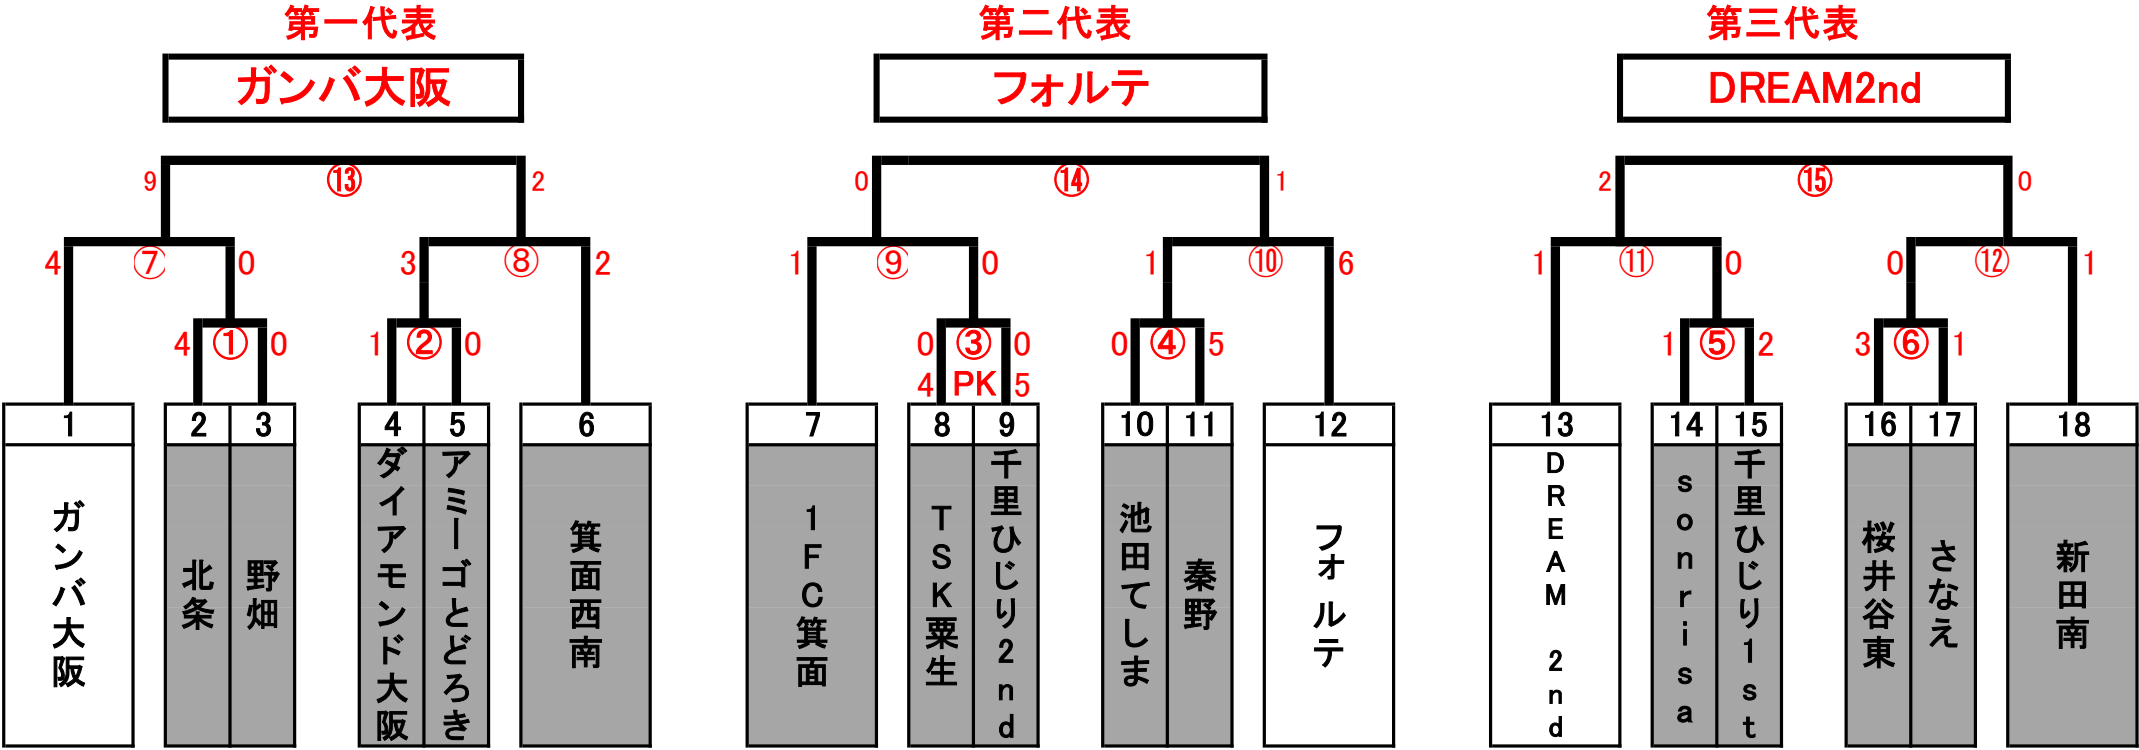 第一代表 第二代表 第三代表
ガンバ大阪 フォルテ DREAM2nd
9 ⑬ 2 0 ⑭ 1 2 ⑮ 0
4 ⑦ 0 3 ⑧ 2 1 ⑨ 0 1 ⑩ 6 1 ⑪ 0 0 ⑫ 1
4 ① 0 1 ② 0 0 ③ 0 0 ④ 5 1 ⑤ 2 3 ⑥ 1
4 PK 5
1 2 3 4 5 6 7 8 9 10 11 12 13 14 15 16 17 18
ガンバ大阪
北条
野畑
ダイアモンド大阪
アミーゴとどろき
箕面西南
1FC箕面
TSK粟生
千里ひじり2nd
池田てしま
秦野
フォルテ
DREAM 2nd
sonrisa
千里ひじり1st
桜井谷東
さなえ
新田南